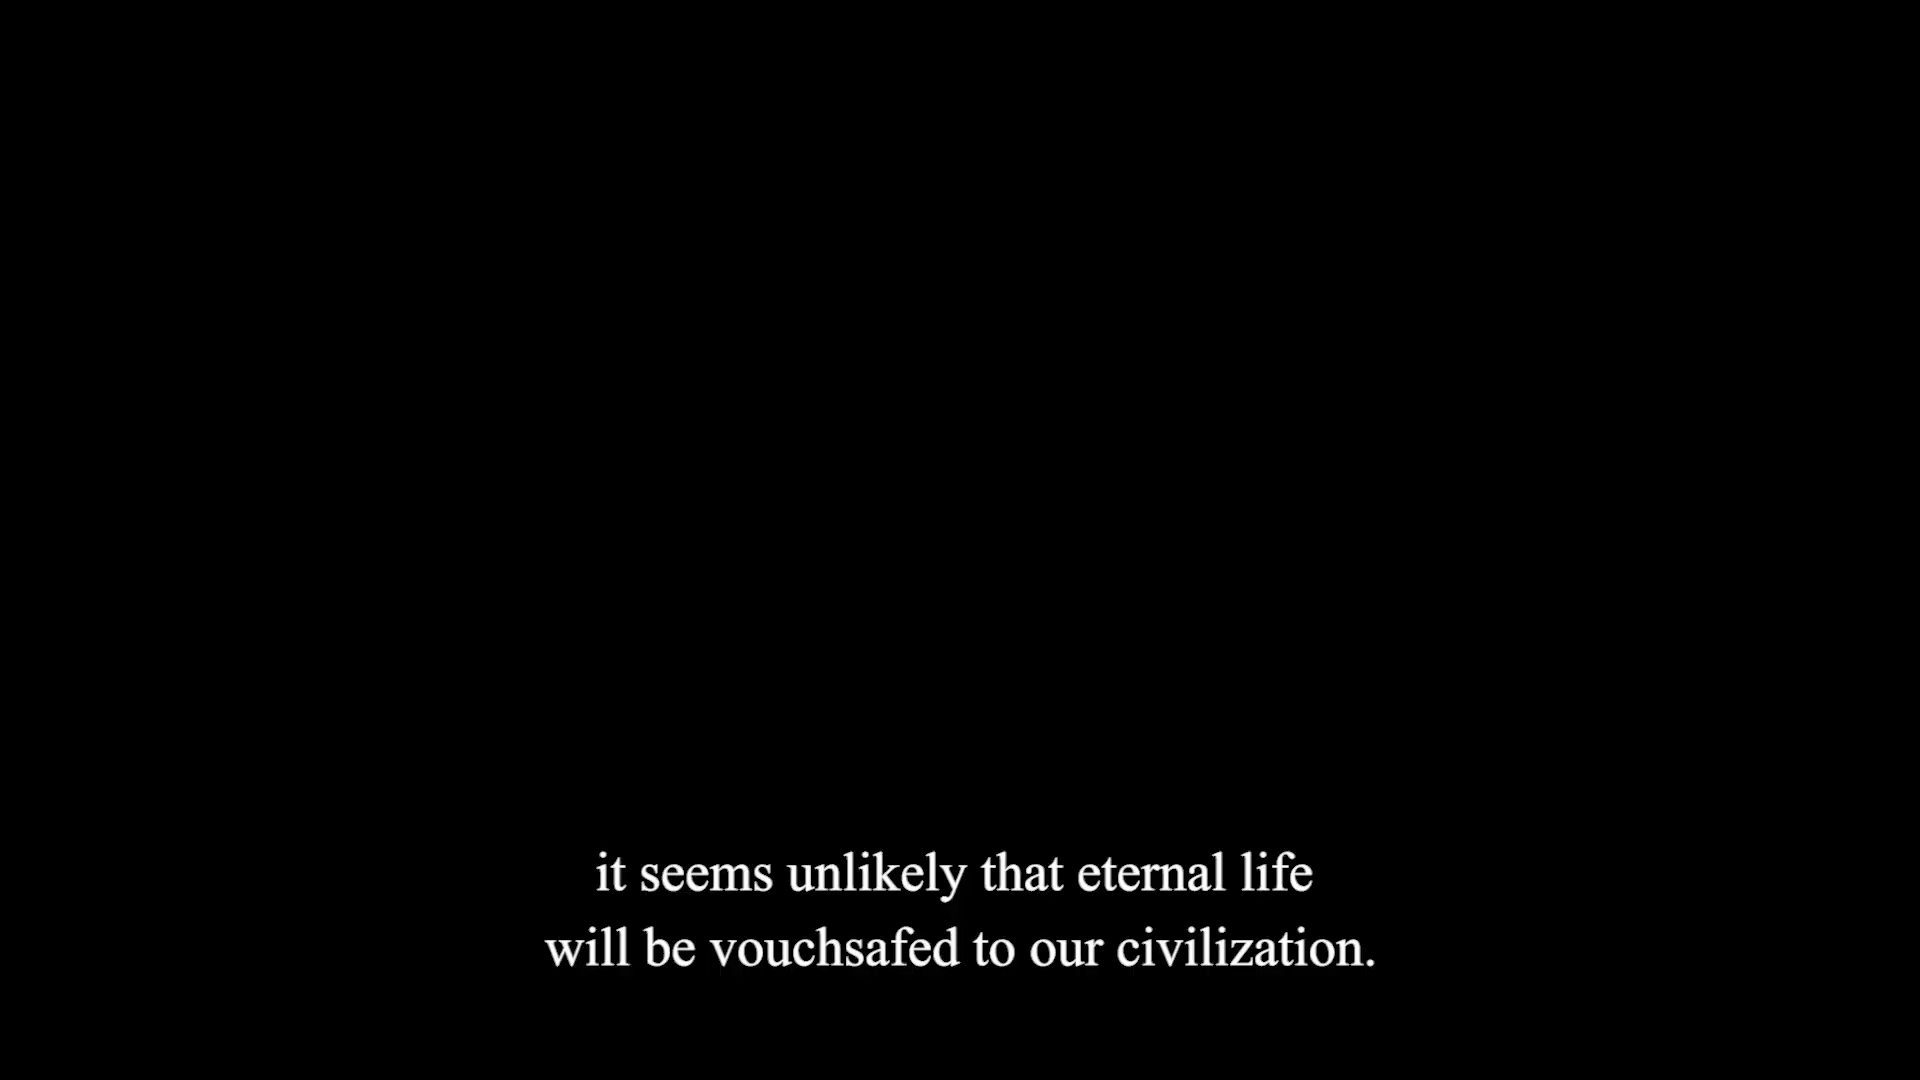 it seems unlikely that eternal life
will be vouchsafed to our civilization.